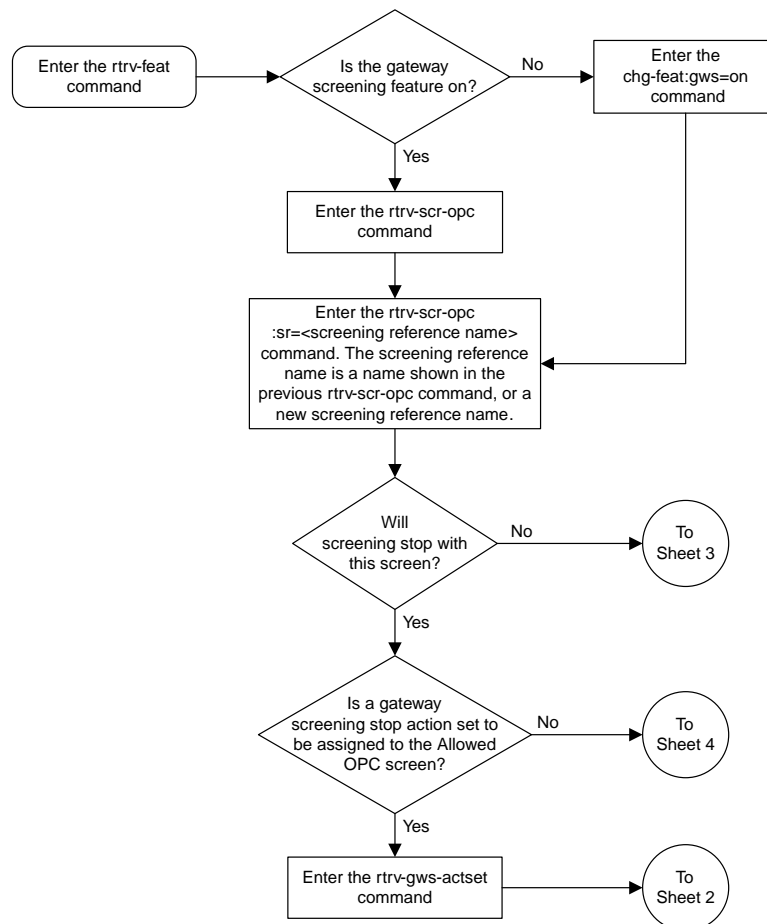 Enter the rtrv-feat
command
Is the gateway
screening feature on?
No
Enter the
chg-feat:gws=on
command
Yes
Enter the rtrv-scr-opc
command
Enter the rtrv-scr-opc
:sr=<screening reference name>
command. The screening reference
name is a name shown in the
previous rtrv-scr-opc command, or a
new screening reference name.
Will
screening stop with
this screen?
No
To
Sheet 3
Yes
Is a gateway
screening stop action set to
be assigned to the Allowed
OPC screen?
No
To
Sheet 4
Yes
Enter the rtrv-gws-actset
command
To
Sheet 2